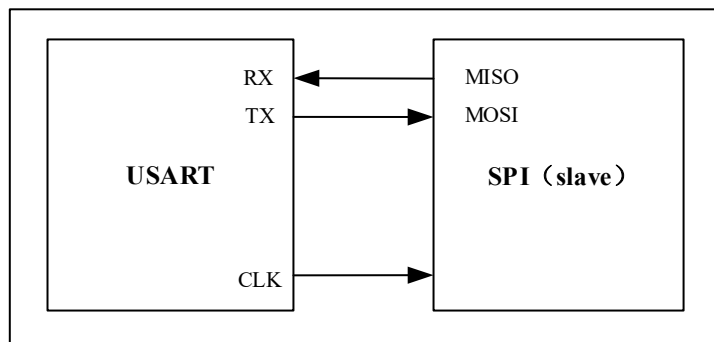 RX
MISO
TX
MOSI
USART
SPI（slave）
CLK